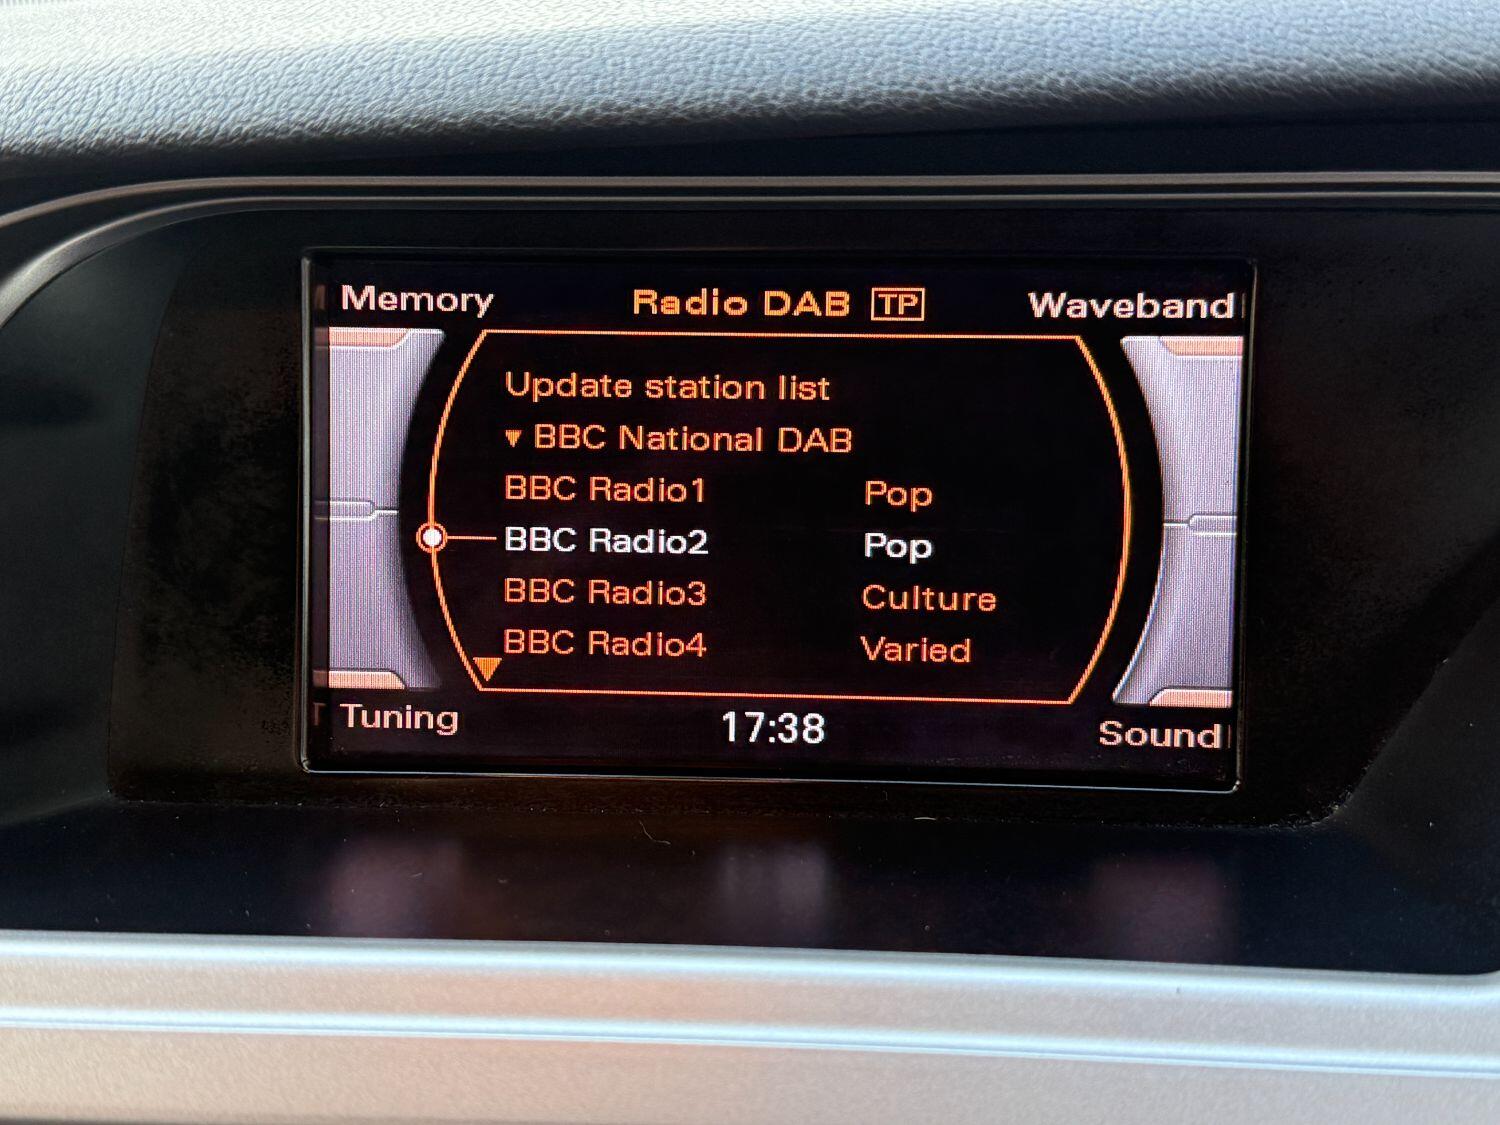 Memory Radio DAB TP Waveband
Update station list
BBC National DAB
BBC Radio1 Pop
BBC Radio2 Pop
BBC Radio3 Culture
BBC Radio4 Varied
Tuning 17:38 Sound